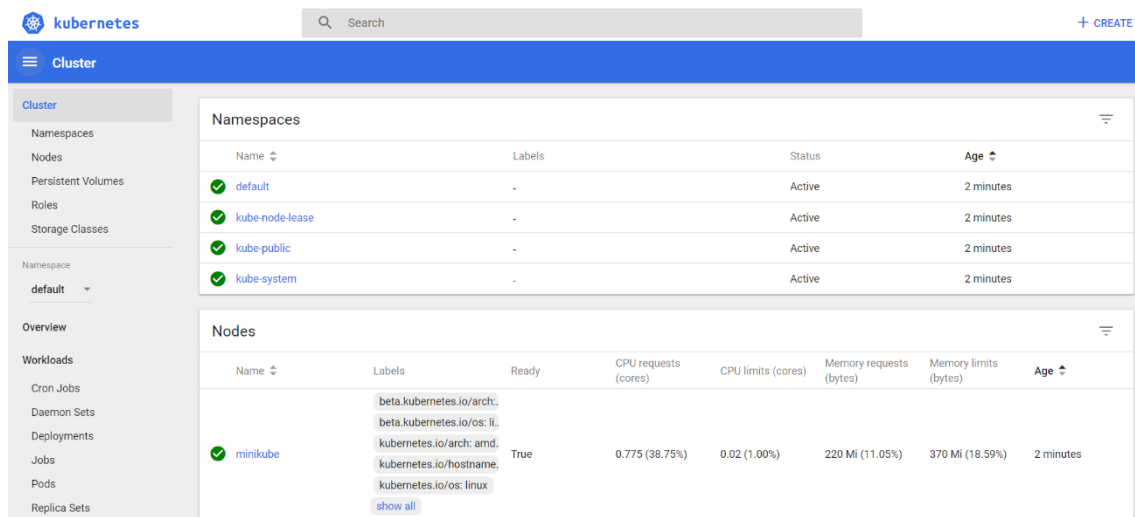 kubernetes
Search
+ CREATE
Cluster
Cluster
Namespaces
Nodes
Persistent Volumes
Roles
Storage Classes
Namespace
default
Overview
Workloads
Cron Jobs
Daemon Sets
Deployments
Jobs
Pods
Replica Sets
Namespaces
Name Labels Status Age
default - Active 2 minutes
kube-node-lease - Active 2 minutes
kube-public - Active 2 minutes
kube-system - Active 2 minutes
Nodes
Name Labels Ready CPU requests (cores) CPU limits (cores) Memory requests (bytes) Memory limits (bytes) Age
beta.kubernetes.io/arch:.
beta.kubernetes.io/os: li..
kubernetes.io/arch: amd.
minikube True 0.775 (38.75%) 0.02 (1.00%) 220 Mi (11.05%) 370 Mi (18.59%) 2 minutes
kubernetes.io/hostname.
kubernetes.io/os: linux
show all